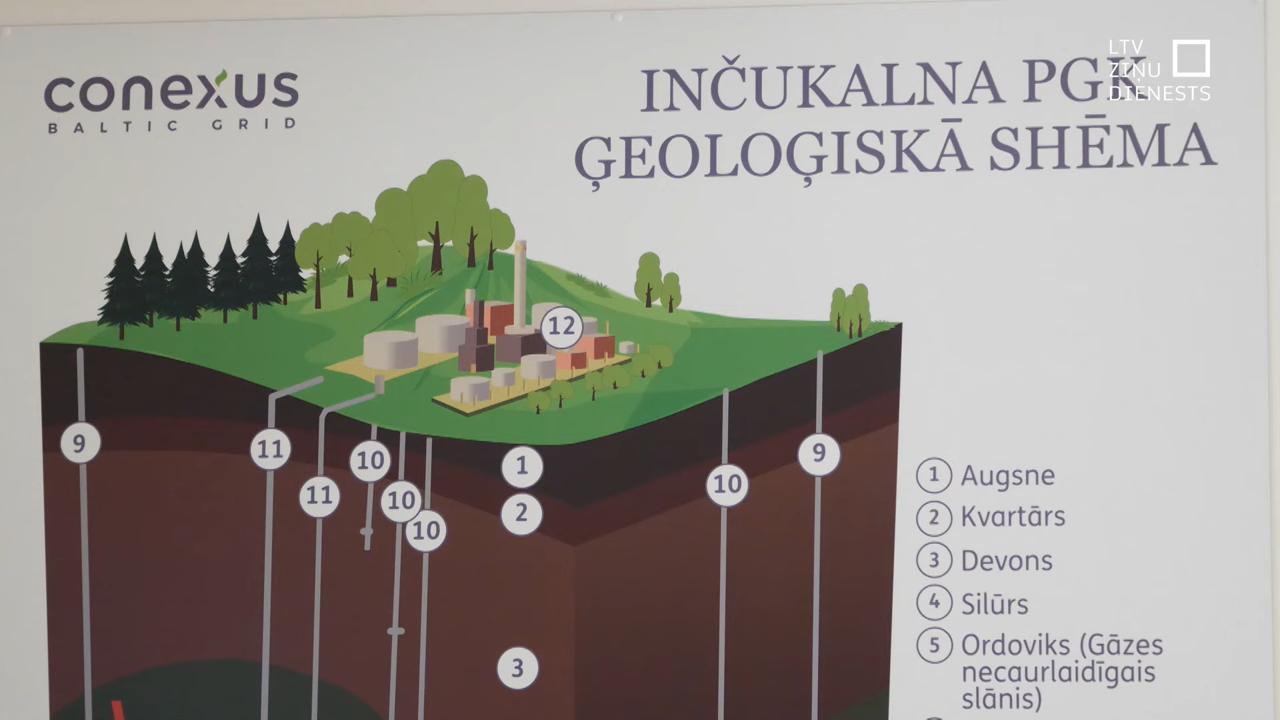 conexus
BALTIC GRID
INČUKALNA PGK
ĢEOLOĢISKĀ SHĒMA
LTV
ZIŅU
DIENESTS
12
9
11
11
10
10
10
1
2
10
9
3
1 Augsne
2 Kvartārs
3 Devons
4 Silūrs
5 Ordoviks (Gāzes
necaurlaidīgais
slānis)